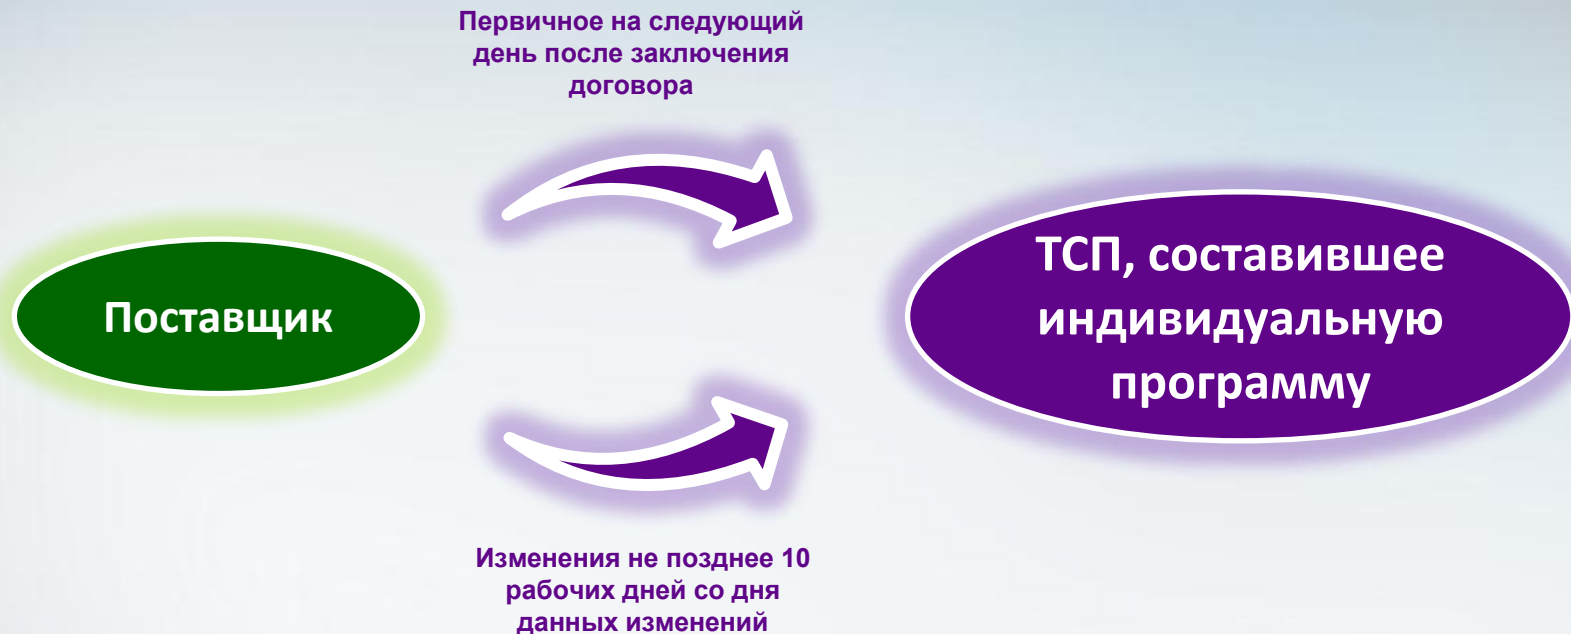 Первичное на следующий
день после заключения
договора
Поставщик
ТСП, составившее
индивидуальную
программу
Изменения не позднее 10
рабочих дней со дня
данных изменений